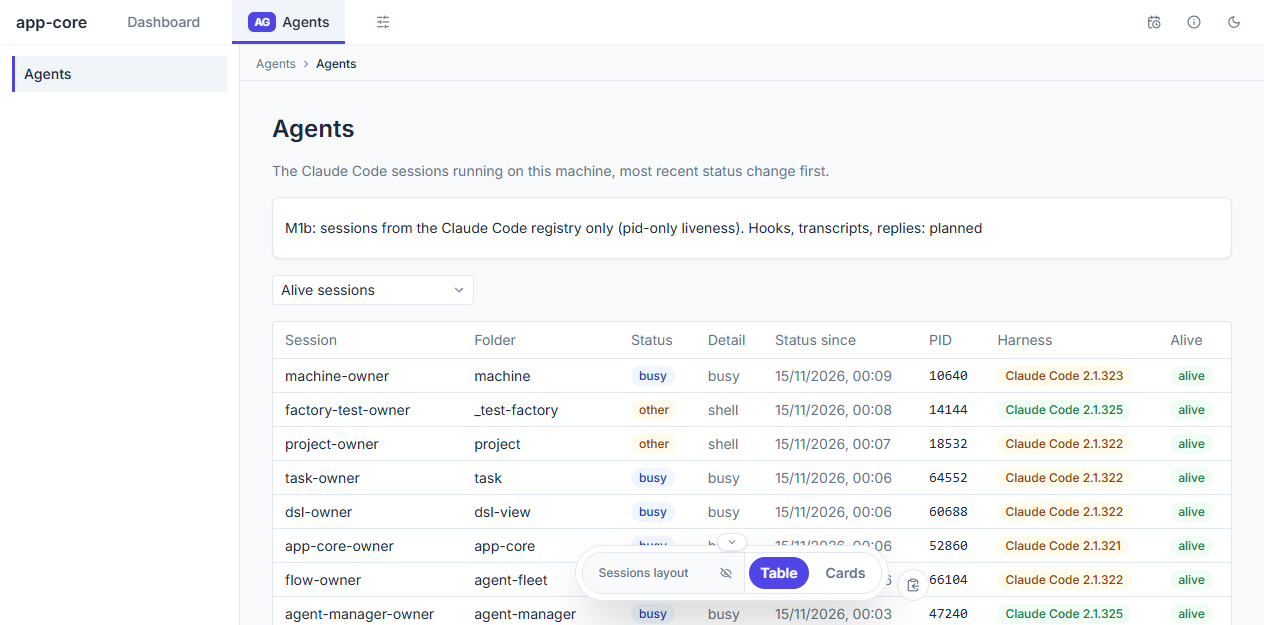 app-core Dashboard AG Agents
Agents
Agents > Agents
Agents
The Claude Code sessions running on this machine, most recent status change first.
M1b: sessions from the Claude Code registry only (pid-only liveness). Hooks, transcripts, replies: planned
Alive sessions
Session Folder Status Detail Status since PID Harness Alive
machine-owner machine busy busy 15/11/2026, 00:09 10640 Claude Code 2.1.323 alive
factory-test-owner _test-factory other shell 15/11/2026, 00:08 14144 Claude Code 2.1.325 alive
project-owner project other shell 15/11/2026, 00:07 18532 Claude Code 2.1.322 alive
task-owner task busy busy 15/11/2026, 00:06 64552 Claude Code 2.1.322 alive
dsl-owner dsl-view busy busy 15/11/2026, 00:06 60688 Claude Code 2.1.322 alive
app-core-owner app-core busy 15/11/2026, 00:06 52860 Claude Code 2.1.321 alive
flow-owner agent-fleet 66104 Claude Code 2.1.322 alive
Sessions layout Table Cards
agent-manager-owner agent-manager busy busy 15/11/2026, 00:03 47240 Claude Code 2.1.325 alive